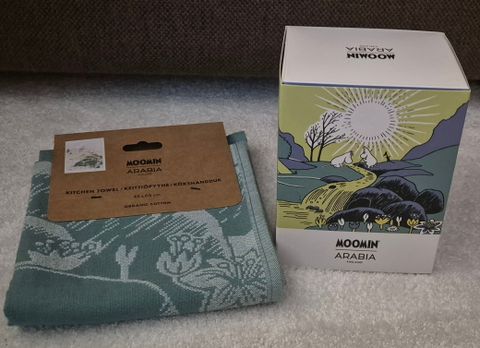 MOOMIN
ARABIA
KITCHEN TOWEL / KEITTIÖPYYHE / KÖKSHANDDUK
ORGANIC COTTON
MOOMIN
ARABIA
MOOMIN
ARABIA